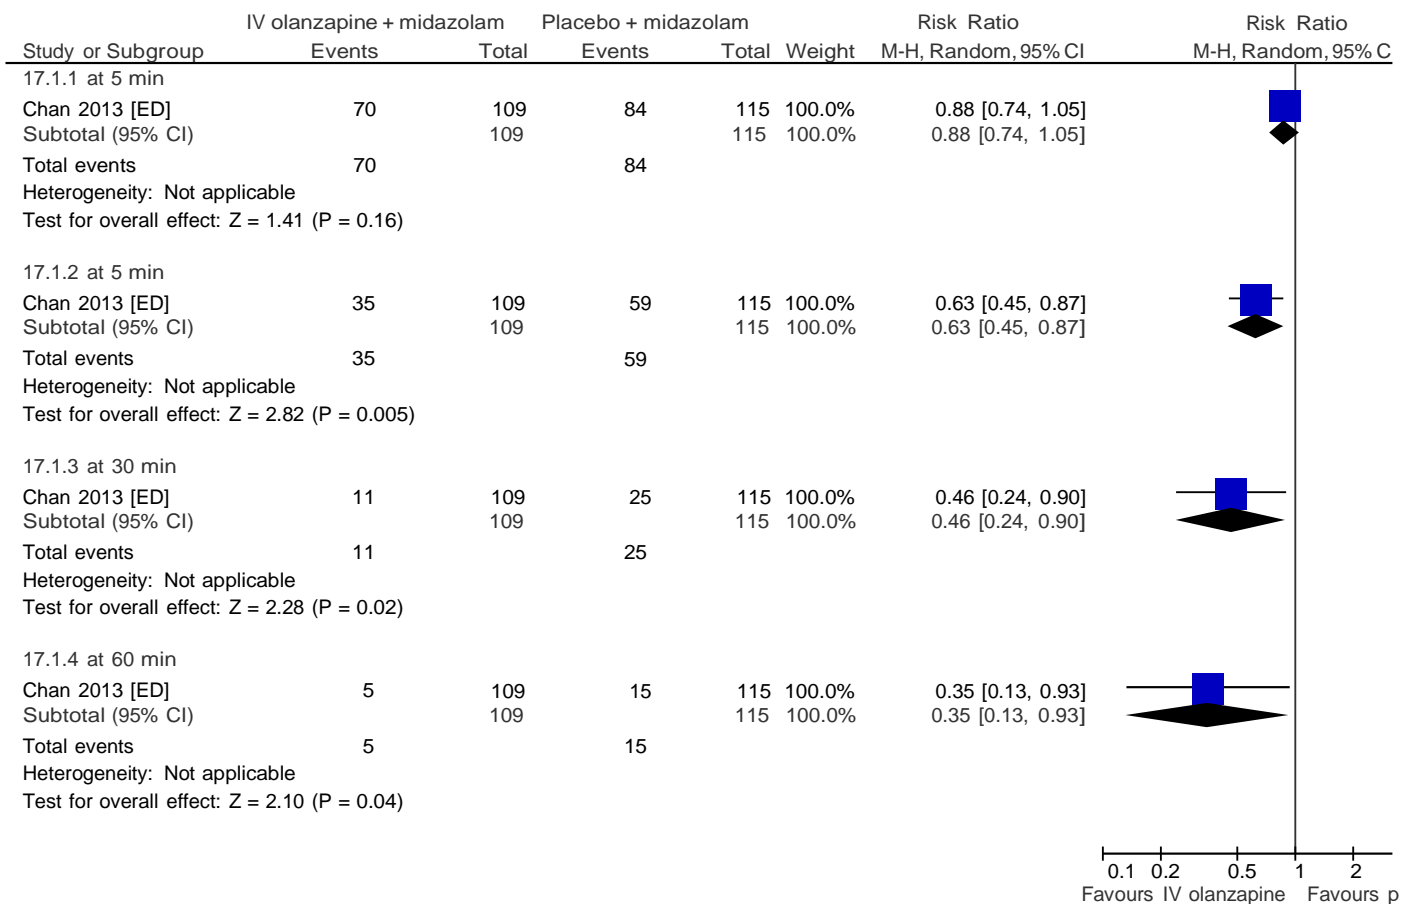 IV olanzapine + midazolam Placebo + midazolam Risk Ratio Risk Ratio
Study or Subgroup Events Total Events Total Weight M-H, Random, 95% CI M-H, Random, 95% C
17.1.1 at 5 min
Chan 2013 [ED] 70 109 84 115 100.0% 0.88 [0.74, 1.05]
Subtotal (95% CI) 109 115 100.0% 0.88 [0.74, 1.05]
Total events 70 84
Heterogeneity: Not applicable
Test for overall effect: Z = 1.41 (P = 0.16)
17.1.2 at 5 min
Chan 2013 [ED] 35 109 59 115 100.0% 0.63 [0.45, 0.87]
Subtotal (95% CI) 109 115 100.0% 0.63 [0.45, 0.87]
Total events 35 59
Heterogeneity: Not applicable
Test for overall effect: Z = 2.82 (P = 0.005)
17.1.3 at 30 min
Chan 2013 [ED] 11 109 25 115 100.0% 0.46 [0.24, 0.90]
Subtotal (95% CI) 109 115 100.0% 0.46 [0.24, 0.90]
Total events 11 25
Heterogeneity: Not applicable
Test for overall effect: Z = 2.28 (P = 0.02)
17.1.4 at 60 min
Chan 2013 [ED] 5 109 15 115 100.0% 0.35 [0.13, 0.93]
Subtotal (95% CI) 109 115 100.0% 0.35 [0.13, 0.93]
Total events 5 15
Heterogeneity: Not applicable
Test for overall effect: Z = 2.10 (P = 0.04)
0.1 0.2 0.5 1 2
Favours IV olanzapine Favours p